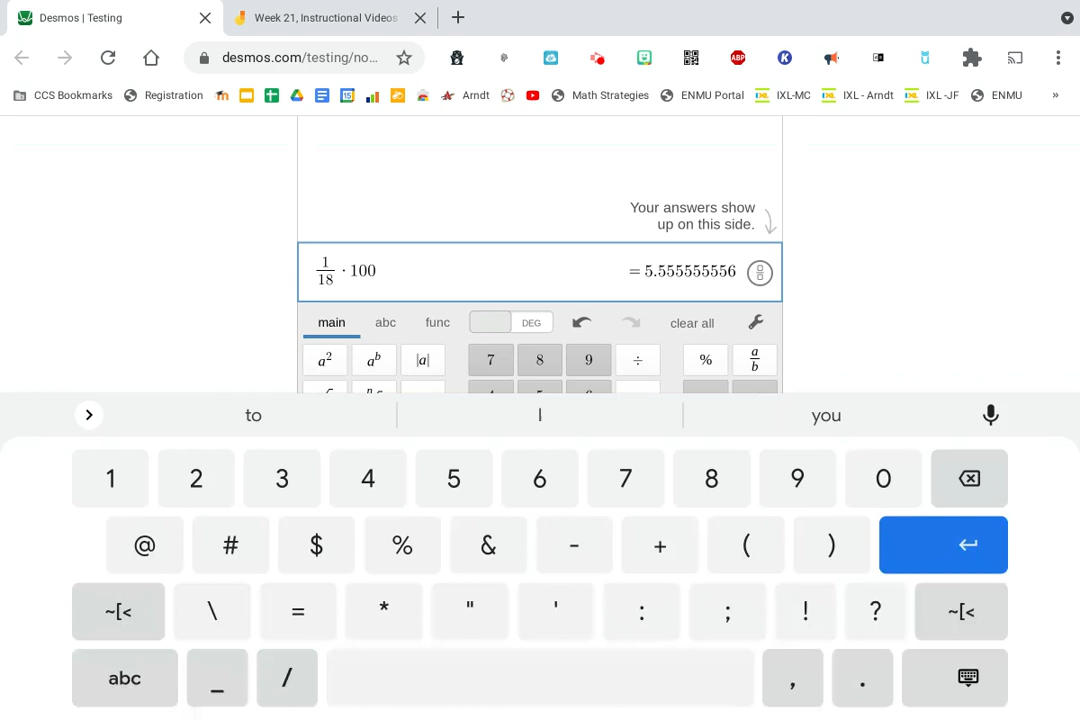 Desmos | Testing
Week 21, Instructional Videos
desmos.com/testing/no...
CCS Bookmarks Registration Arndt Math Strategies ENMU Portal IXL-MC IXL - Arndt IXL -JF ENMU »
Your answers show
up on this side.
1/18 · 100 = 5.555555556
main abc func DEG clear all
a² aᵇ |a| 7 8 9 ÷ % a/b
to I you
1 2 3 4 5 6 7 8 9 0
@ # $ % & - + ( )
~[< \ = * " ' : ; ! ? ~[<
abc _ / , .